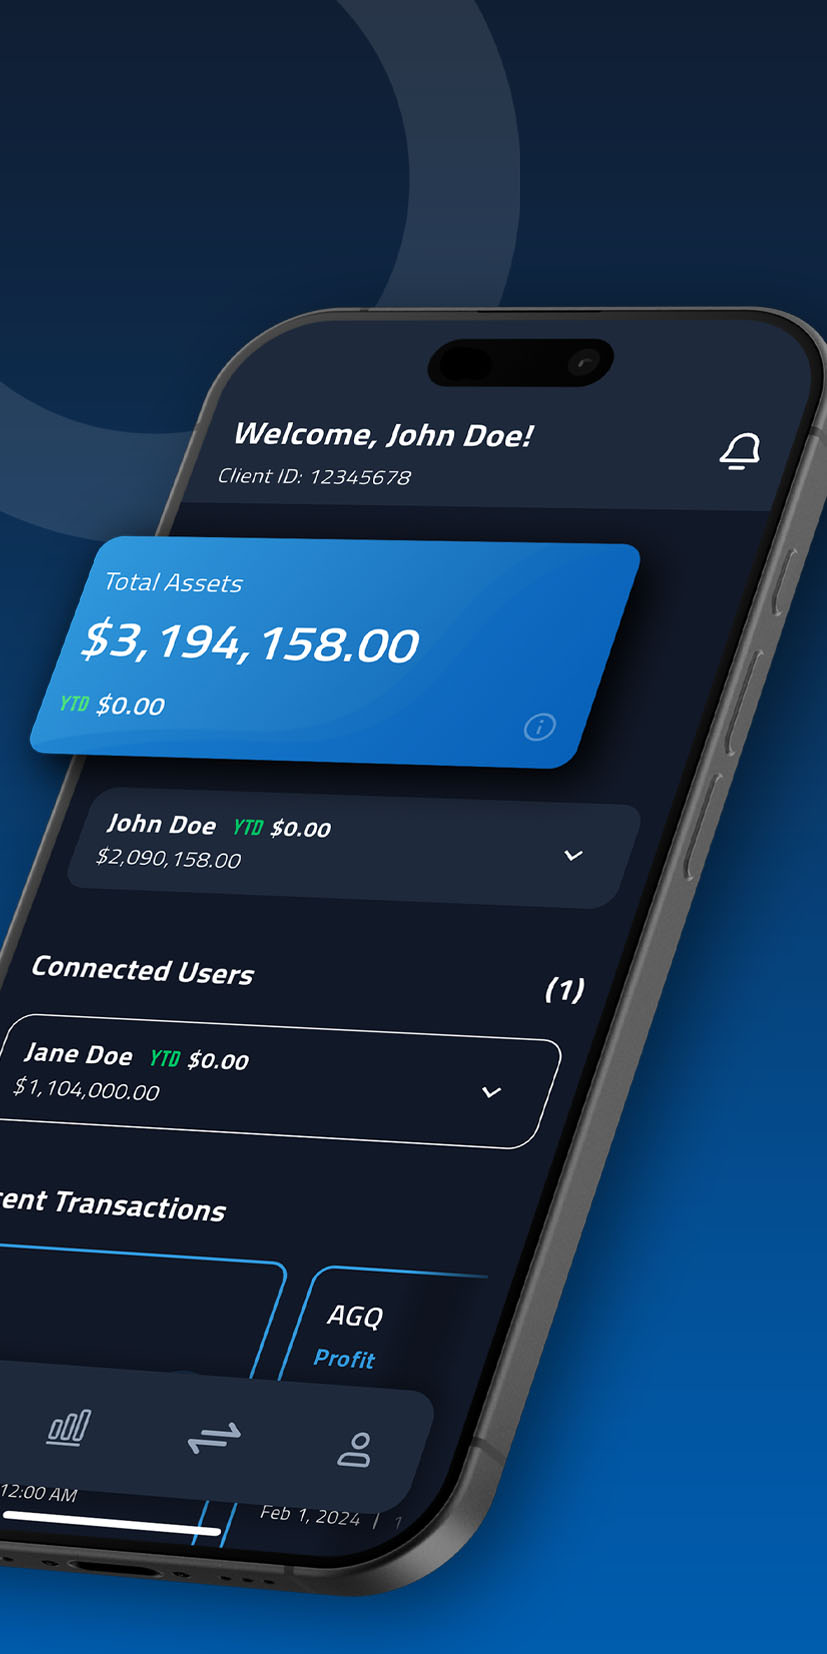 Welcome, John Doe!
Client ID: 12345678
Total Assets
$3,194,158.00
YTD $0.00
John Doe YTD $0.00
$2,090,158.00
Connected Users (1)
Jane Doe YTD $0.00
$1,104,000.00
Transactions
AGQ
Profit
12:00 AM
Feb 1, 2024 |